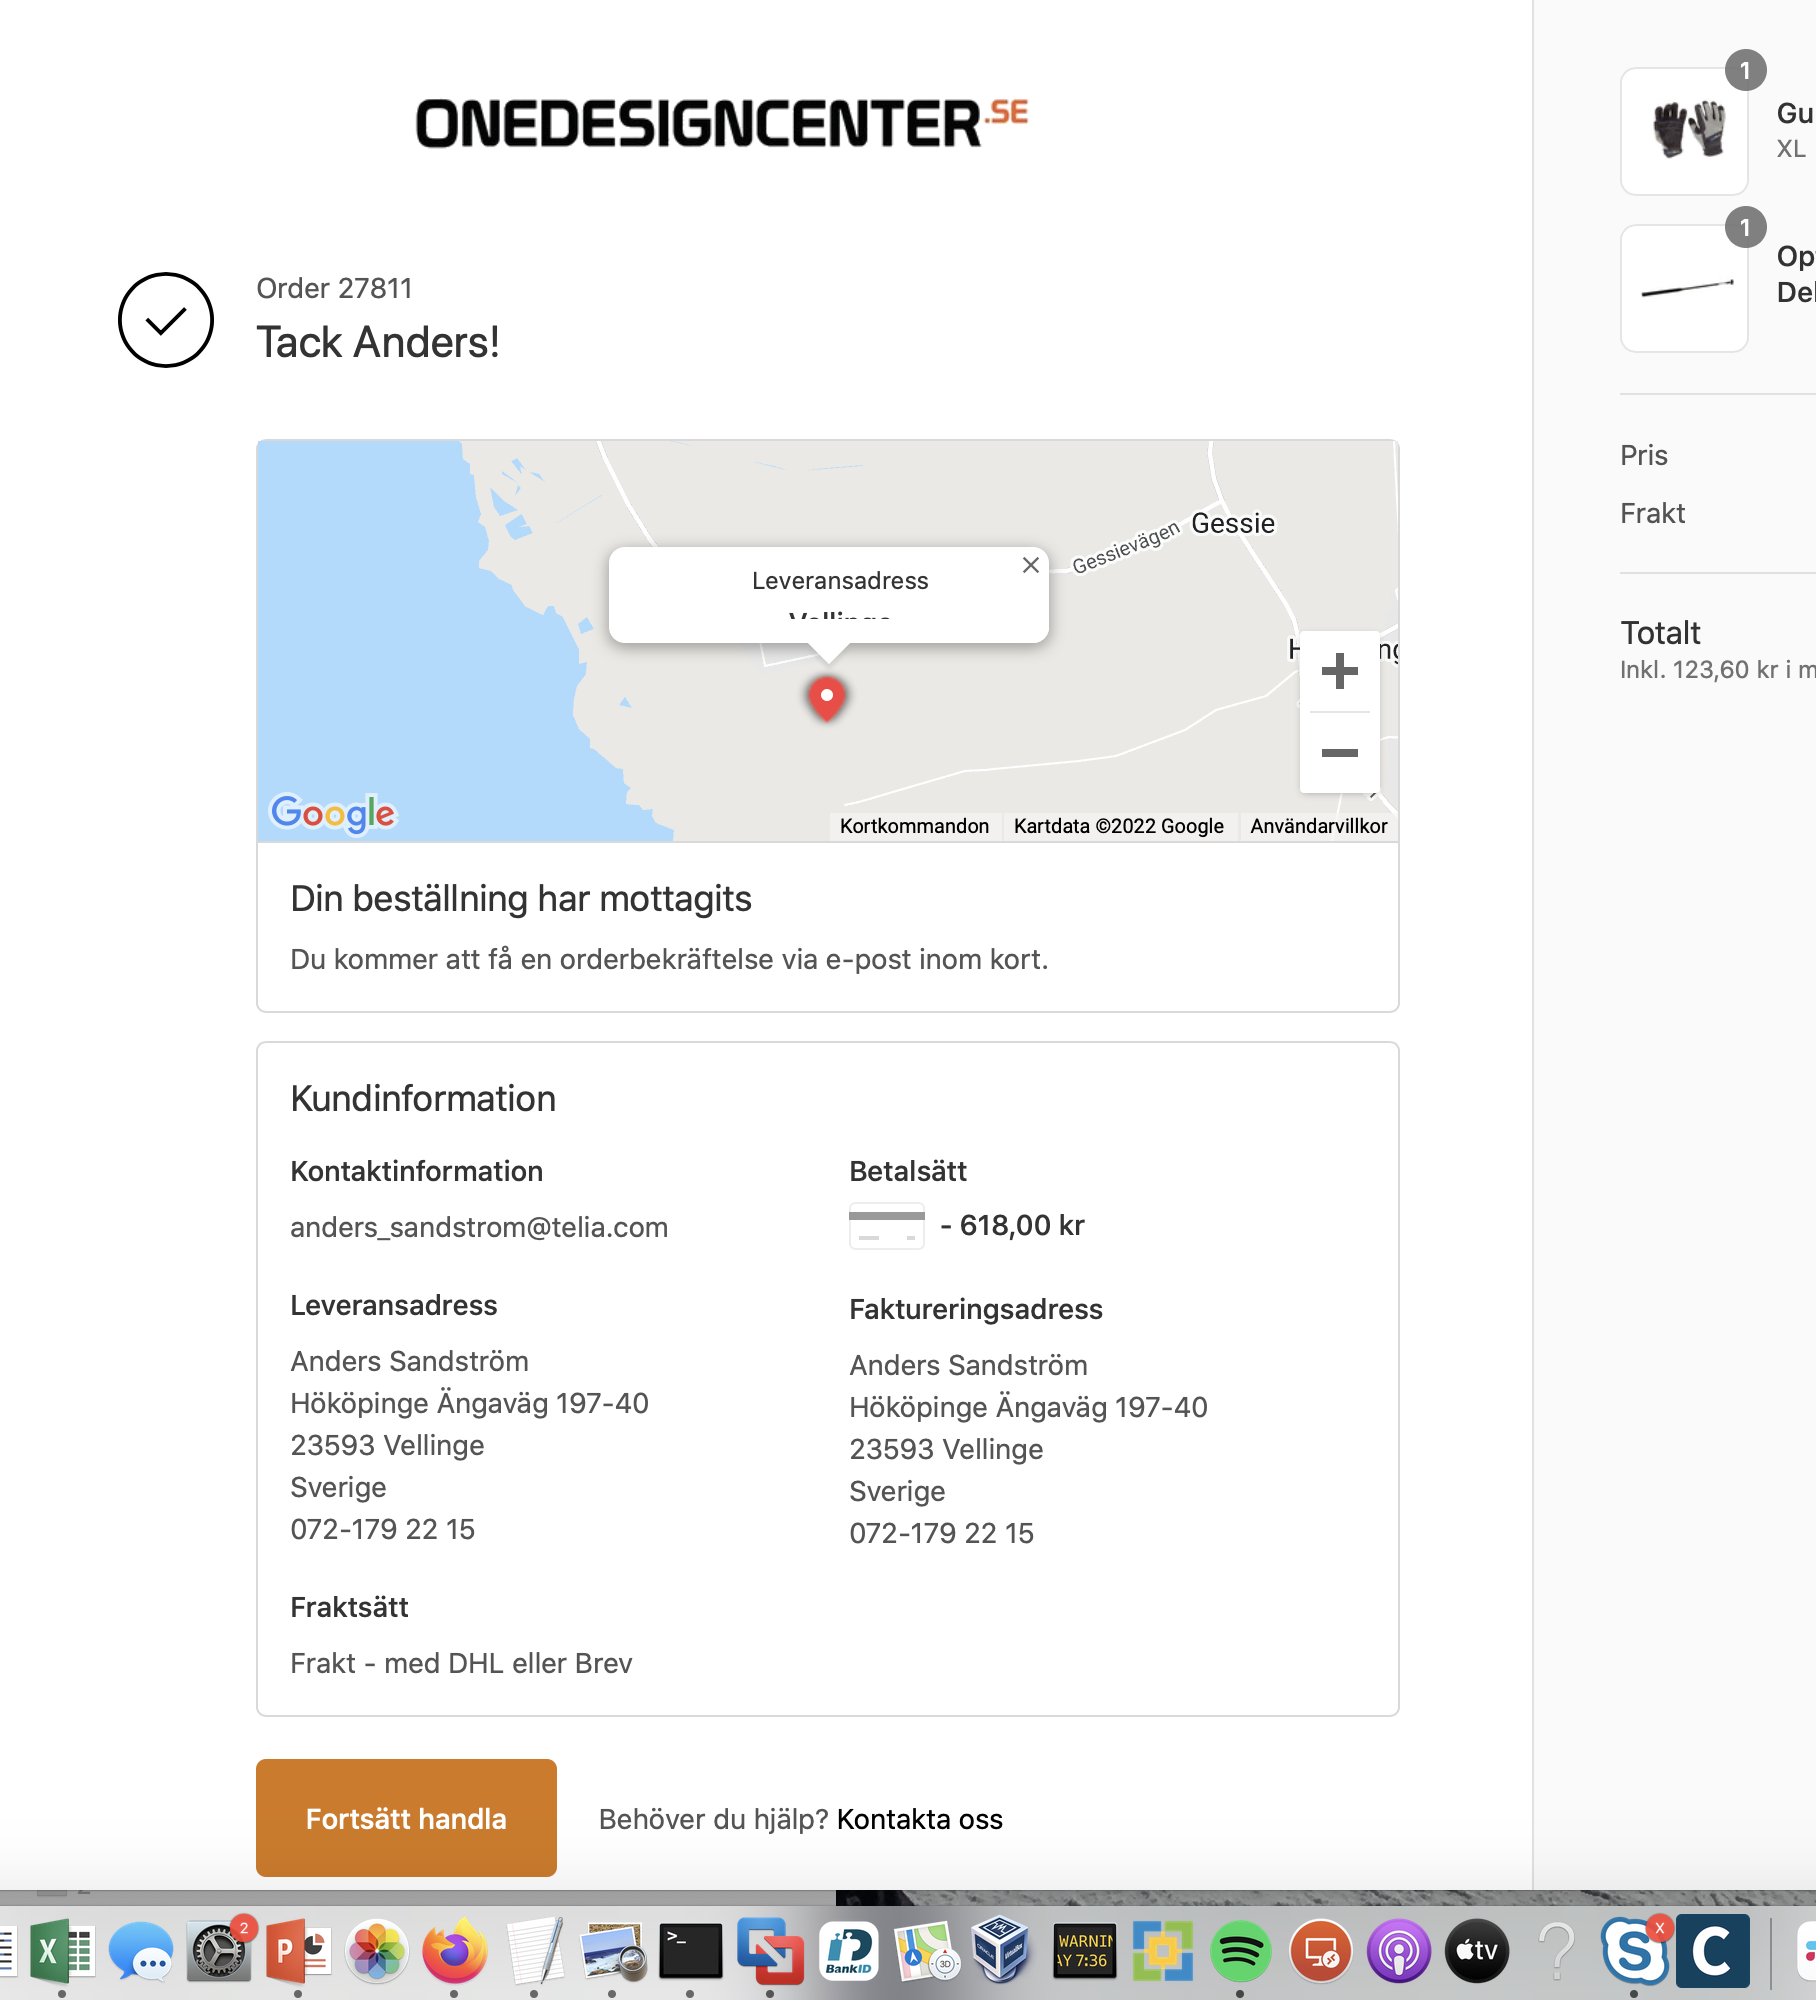 ONEDESIGNCENTER.SE
Order 27811
Tack Anders!
Gessie
Gessievägen
Leveransadress
Vellinge
Google
Kortkommandon
Kartdata ©2022 Google
Användarvillkor
Din beställning har mottagits
Du kommer att få en orderbekräftelse via e-post inom kort.
Kundinformation
Kontaktinformation
anders_sandstrom@telia.com
Betalsätt
- 618,00 kr
Leveransadress
Anders Sandström
Hököpinge Ängaväg 197-40
23593 Vellinge
Sverige
072-179 22 15
Faktureringsadress
Anders Sandström
Hököpinge Ängaväg 197-40
23593 Vellinge
Sverige
072-179 22 15
Fraktsätt
Frakt - med DHL eller Brev
Fortsätt handla
Behöver du hjälp? Kontakta oss
1
Gu
XL
1
Op
Del
Pris
Frakt
Totalt
Inkl. 123,60 kr i m
X
2
P
>_
iD
BankID
3D
WARNIN
AY 7:36
tv
?
S
X
C